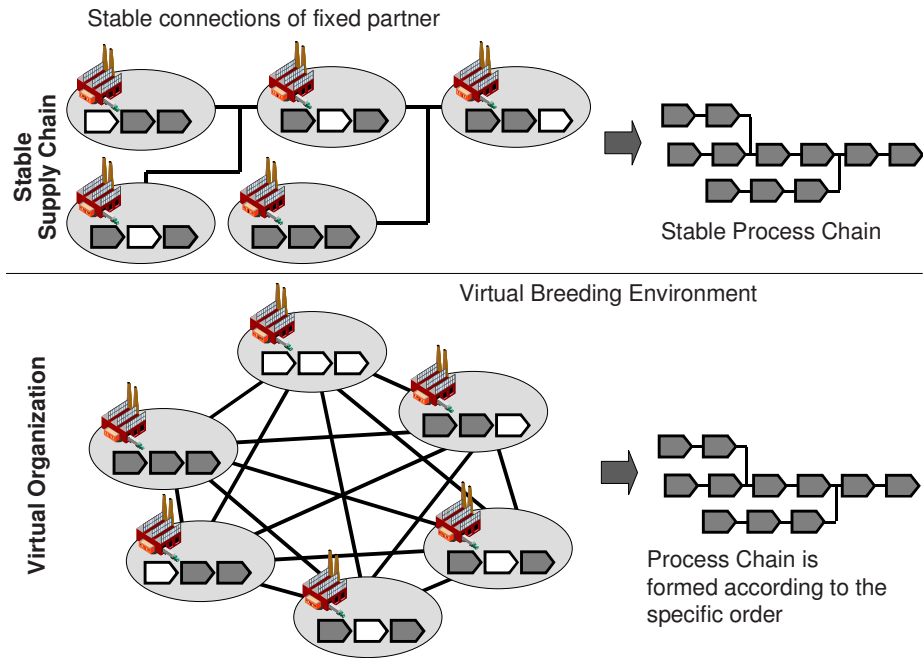 Stable connections of fixed partner
Stable
Supply Chain
Stable Process Chain
Virtual Breeding Environment
Virtual Organization
Process Chain is
formed according to the
specific order